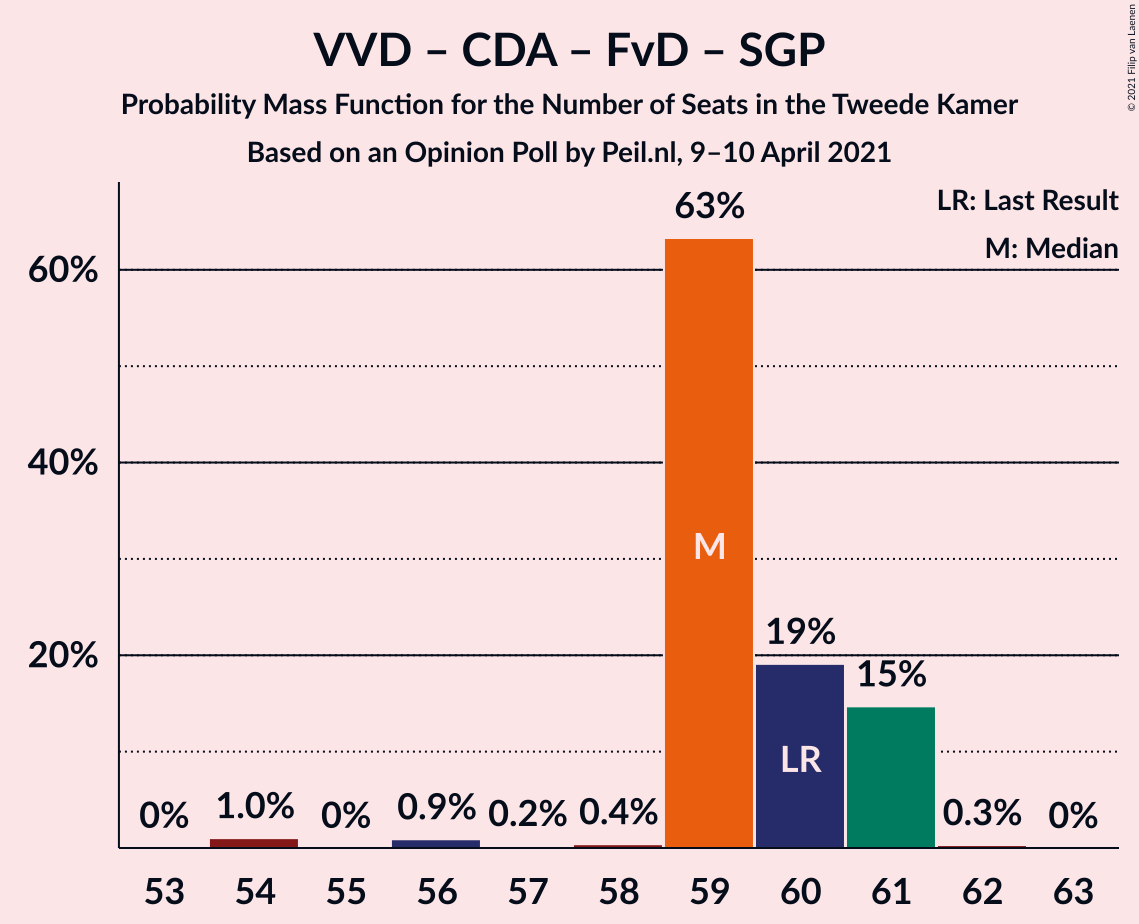 VVD – CDA – FvD – SGP
Probability Mass Function for the Number of Seats in the Tweede Kamer
Based on an Opinion Poll by Peil.nl, 9–10 April 2021
© 2021 Filip van Laenen
LR: Last Result
M: Median
63%
60%
40%
M
19%
20%
15%
LR
0%
1.0%
0%
0.9%
0.2%
0.4%
0.3%
0%
53 54 55 56 57 58 59 60 61 62 63